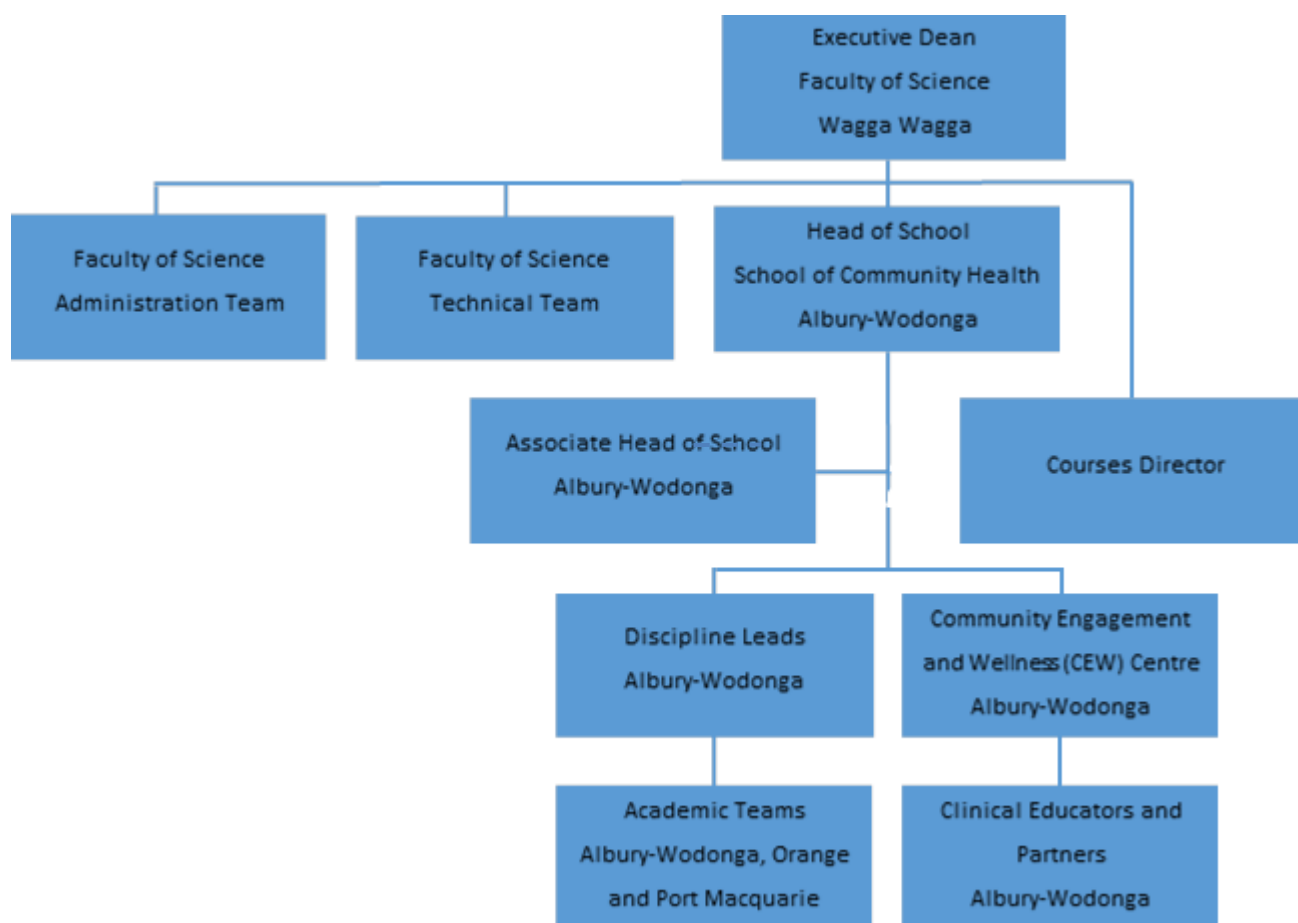 Executive Dean
Faculty of Science
Wagga Wagga
Faculty of Science
Administration Team
Faculty of Science
Technical Team
Head of School
School of Community Health
Albury-Wodonga
Associate Head of School
Albury-Wodonga
Courses Director
Discipline Leads
Albury-Wodonga
Community Engagement
and Wellness (CEW) Centre
Albury-Wodonga
Academic Teams
Albury-Wodonga, Orange
and Port Macquarie
Clinical Educators and
Partners
Albury-Wodonga